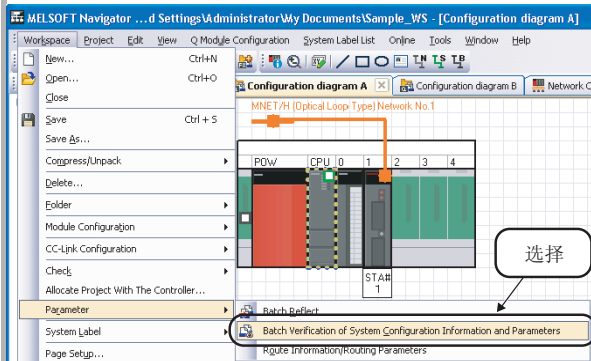 MELSOFT Navigator ...d Settings\Administrator\My Documents\Sample_WS - [Configuration diagram A]
Workspace Project Edit View Q Module Configuration System Label List Online Tools Window Help
New... Ctrl+N
Open... Ctrl+O
Close
Save Ctrl + S
Save As...
Compress/Unpack
Delete...
Folder
Module Configuration
CC-Link Configuration
Check
Allocate Project With The Controller...
Parameter
System Label
Page Setup...
Configuration diagram A
Configuration diagram B
Network C
MNET/H (Optical Loop Type) Network No.1
POW CPU 0 1 2 3 4
STA#
1
选择
Batch Reflect
Batch Verification of System Configuration Information and Parameters
Route Information/Routing Parameters